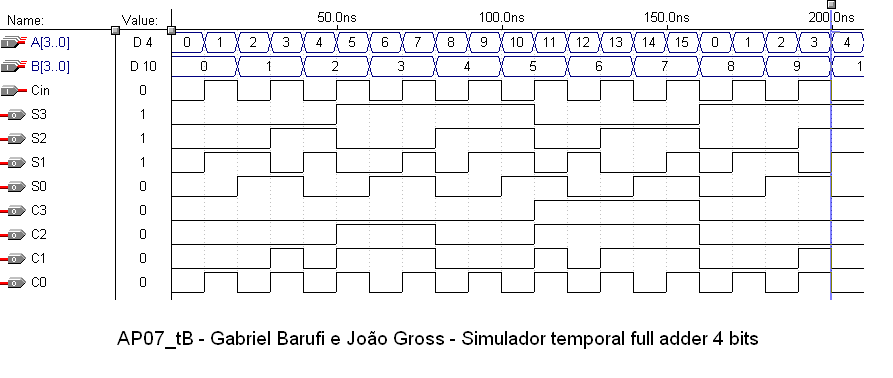 Name: Value: 50.0ns 100.0ns 150.0ns 200.0ns
A[3..0] D 4 0 1 2 3 4 5 6 7 8 9 10 11 12 13 14 15 0 1 2 3 4
B[3..0] D 10 0 1 2 3 4 5 6 7 8 9 1
Cin 0
S3 1
S2 1
S1 1
S0 0
C3 0
C2 0
C1 0
C0 0
AP07_tB - Gabriel Barufi e João Gross - Simulador temporal full adder 4 bits